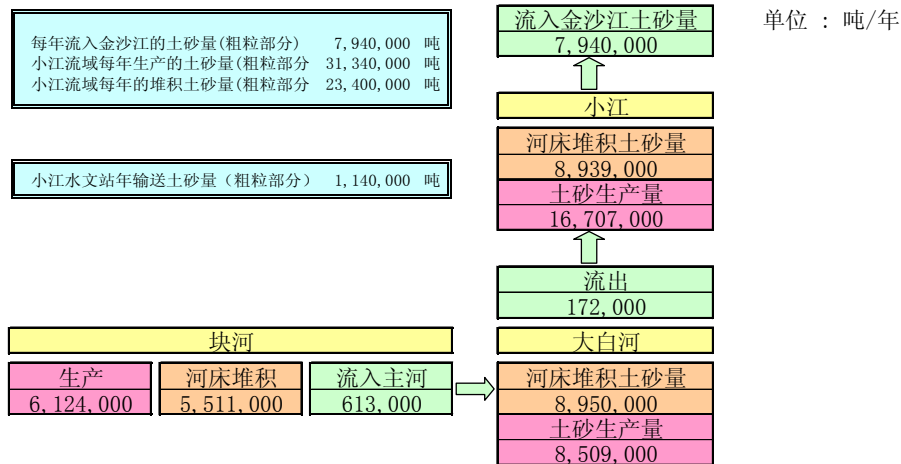 每年流入金沙江的土砂量(粗粒部分) 7,940,000 吨
小江流域每年生产的土砂量(粗粒部分 31,340,000 吨
小江流域每年的堆积土砂量(粗粒部分 23,400,000 吨
小江水文站年输送土砂量（粗粒部分） 1,140,000 吨
单位 : 吨/年
流入金沙江土砂量
7,940,000
小江
河床堆积土砂量
8,939,000
土砂生产量
16,707,000
流出
172,000
块河
生产
6,124,000
河床堆积
5,511,000
流入主河
613,000
大白河
河床堆积土砂量
8,950,000
土砂生产量
8,509,000